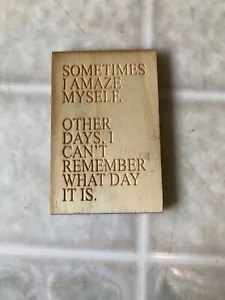 SOMETIMES
I AMAZE
MYSELF.
OTHER
DAYS, I
CAN'T
REMEMBER
WHAT DAY
IT IS.